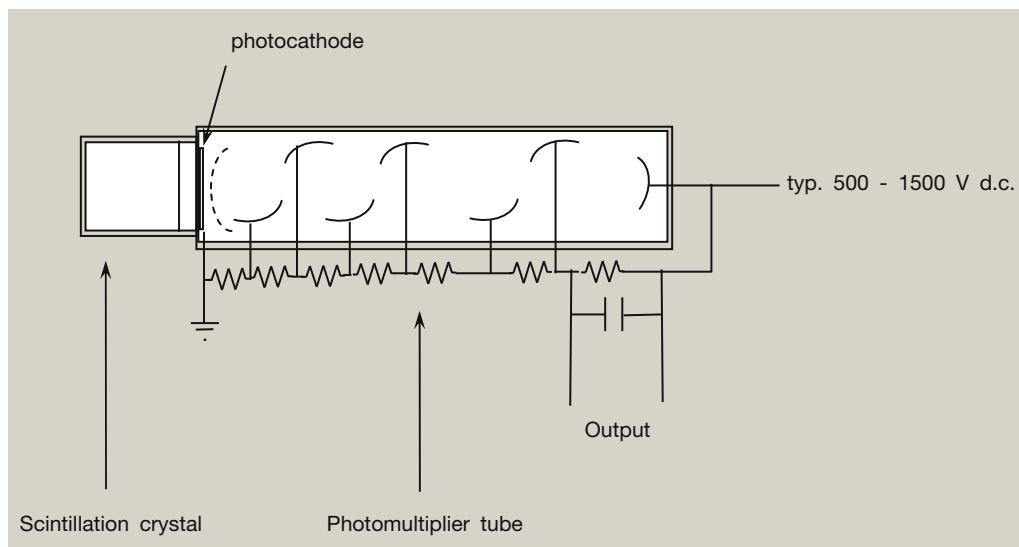 photocathode
typ. 500 - 1500 V d.c.
Output
Scintillation crystal
Photomultiplier tube